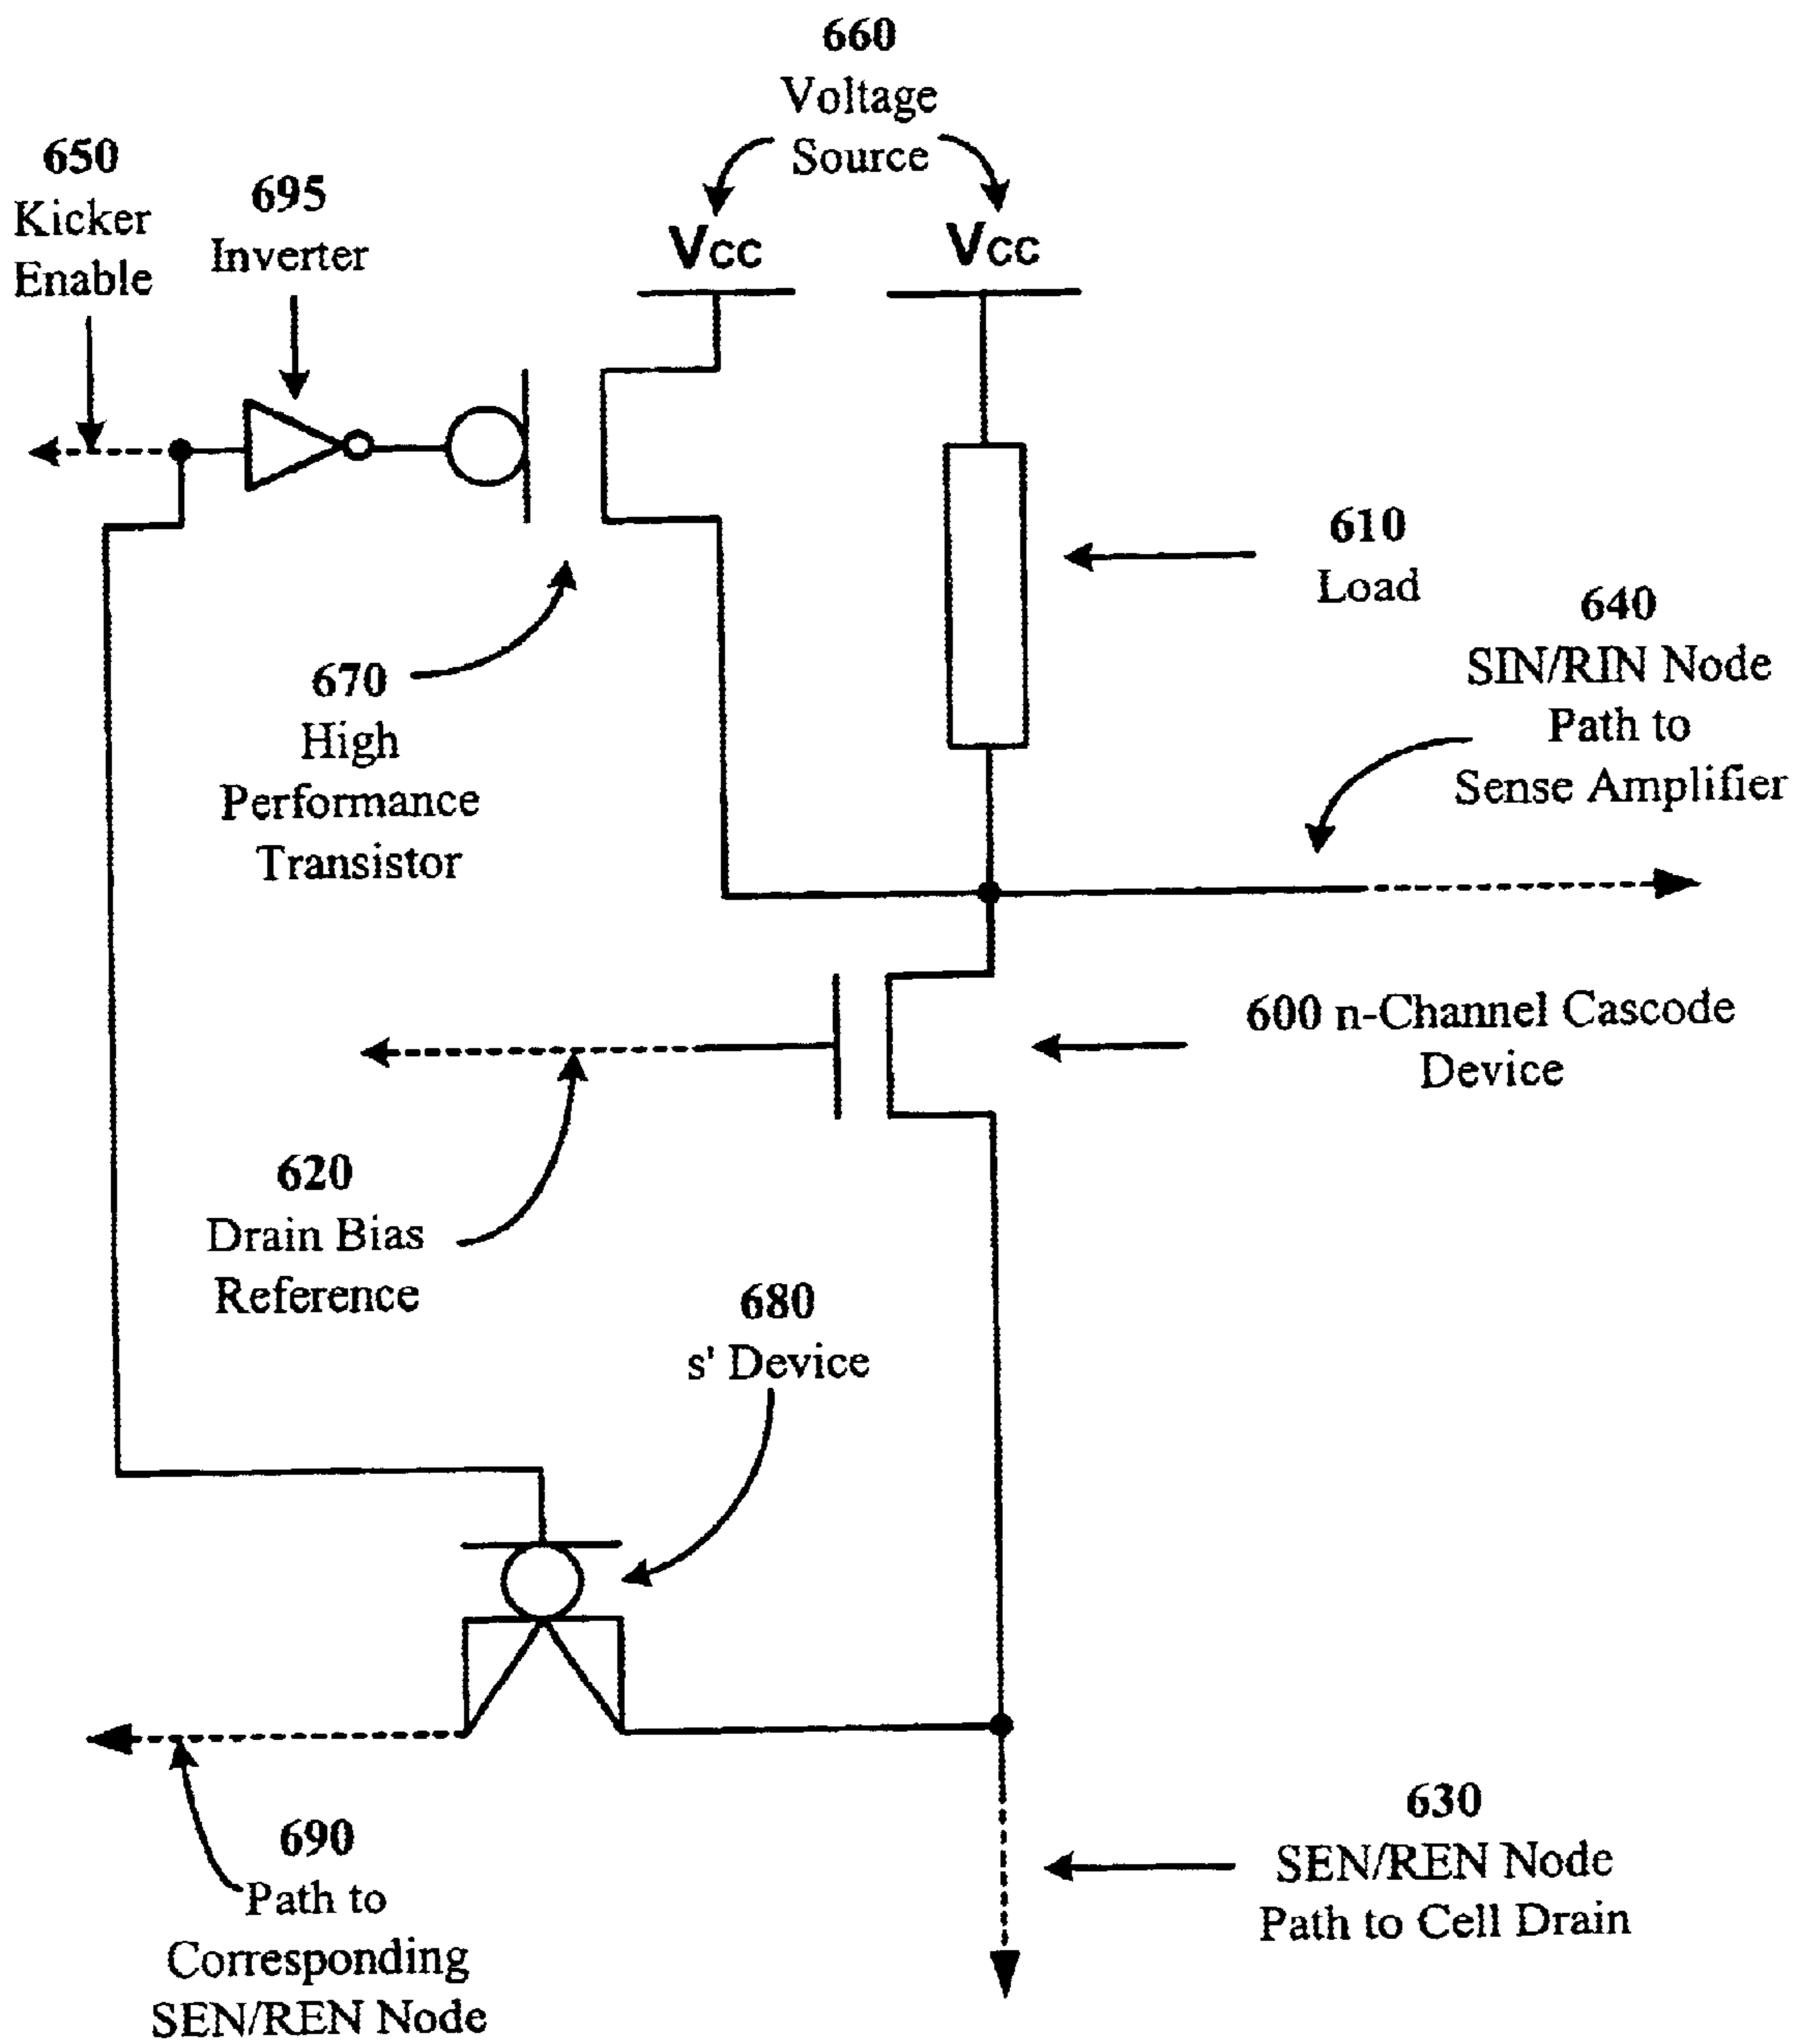 660
Voltage
Source
650
Kicker
Enable
695
Inverter
Vcc
Vcc
610
Load
640
SIN/RIN Node
Path to
Sense Amplifier
670
High
Performance
Transistor
600 n-Channel Cascode
Device
620
Drain Bias
Reference
680
s' Device
690
Path to
Corresponding
SEN/REN Node
630
SEN/REN Node
Path to Cell Drain